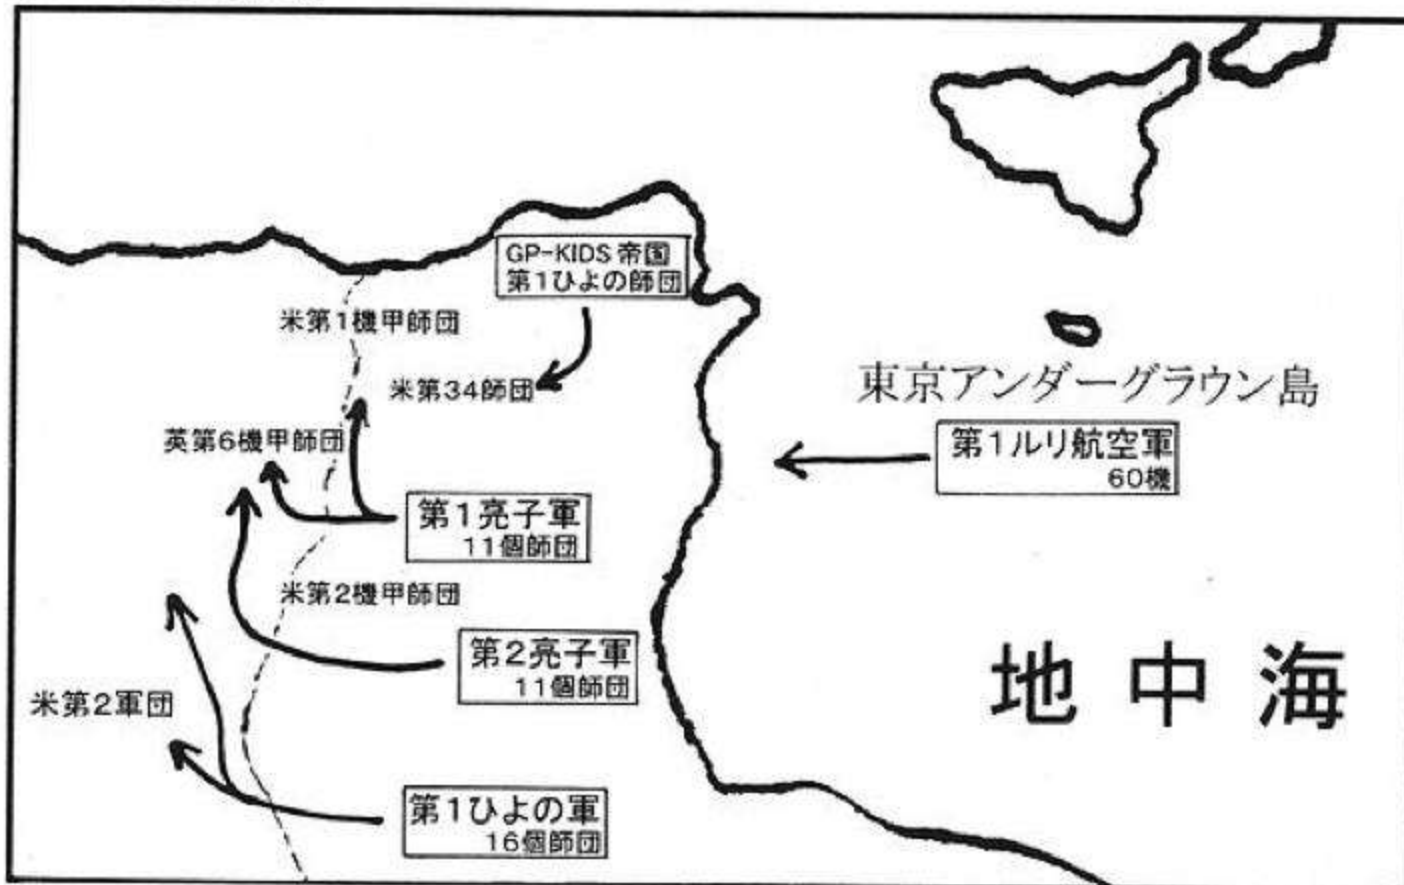 GP-KIDS 帝国
第1ひよの師団
米第1機甲師団
米第34師団
東京アンダーグラウン島
英第6機甲師団
第1ルリ航空軍
60機
第1亮子軍
11個師団
米第2機甲師団
第2亮子軍
11個師団
地中海
米第2軍団
第1ひよの軍
16個師団